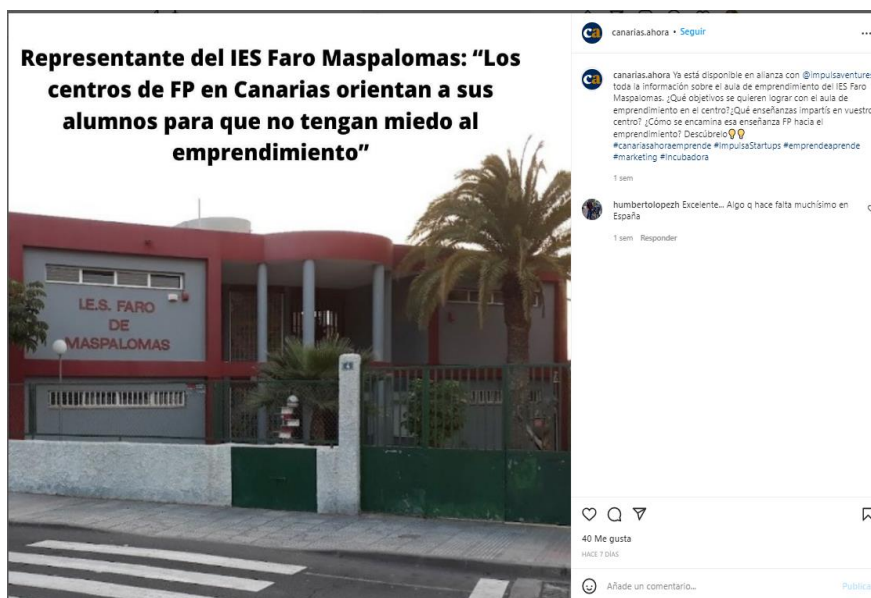 Representante del IES Faro Maspalomas: “Los
centros de FP en Canarias orientan a sus
alumnos para que no tengan miedo al
emprendimiento”
I.E.S. FARO
DE
MASPALOMAS
ca
canarias.ahora • Seguir
ca
canarias.ahora Ya está disponible en alianza con @impulsaventures
toda la información sobre el aula de
emprendimiento del IES Faro
Maspalomas. ¿Qué objetivos se quieren lograr con el aula de
emprendimiento en el centro?¿Qué enseñanzas impartís en vuestro
centro? ¿Cómo se encamina esa enseñanza FP hacia el
emprendimiento? Descúbrelo
#canariasahoraemprende #ImpulsaStartups #emprendeaprende
#marketing #Incubadora
1 sem
humbertolopezh Excelente... Algo q hace falta muchísimo en
España
1 sem Responder
40 Me gusta
HACE 7 DÍAS
Añade un comentario...
Publica